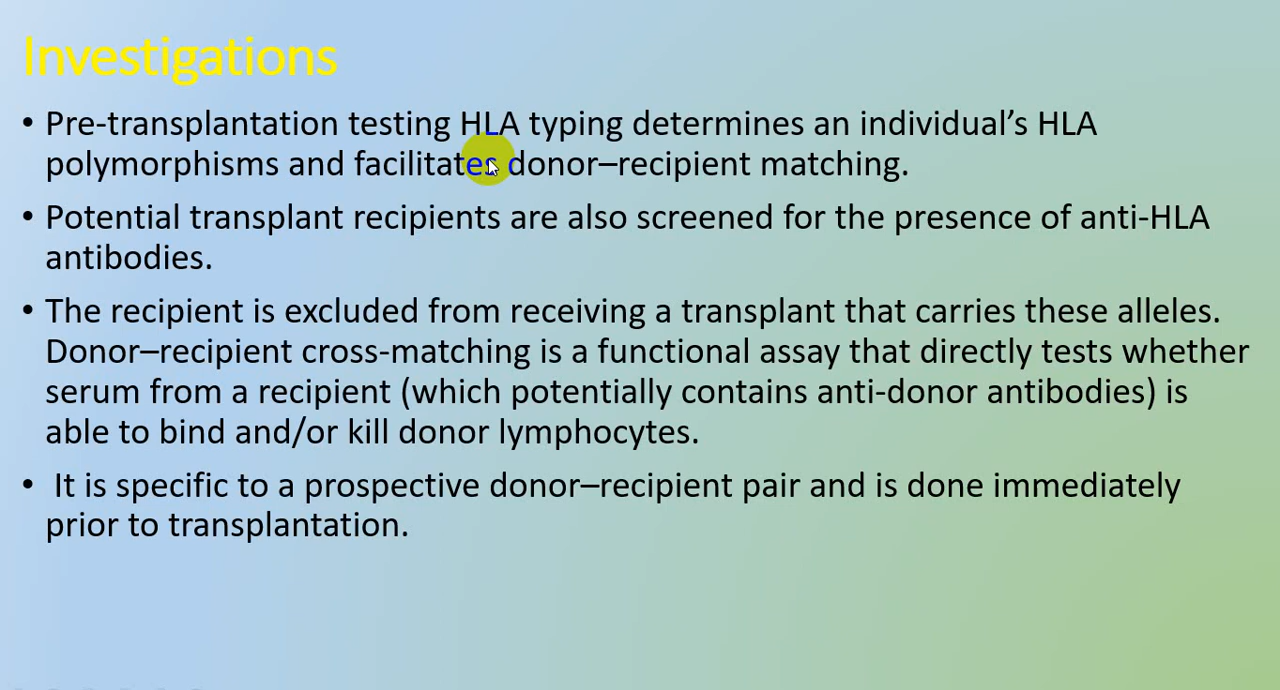 Investigations
• Pre-transplantation testing HLA typing determines an individual’s HLA
polymorphisms and facilitates donor–recipient matching.
• Potential transplant recipients are also screened for the presence of anti-HLA
antibodies.
• The recipient is excluded from receiving a transplant that carries these alleles.
Donor–recipient cross-matching is a functional assay that directly tests whether
serum from a recipient (which potentially contains anti-donor antibodies) is
able to bind and/or kill donor lymphocytes.
• It is specific to a prospective donor–recipient pair and is done immediately
prior to transplantation.